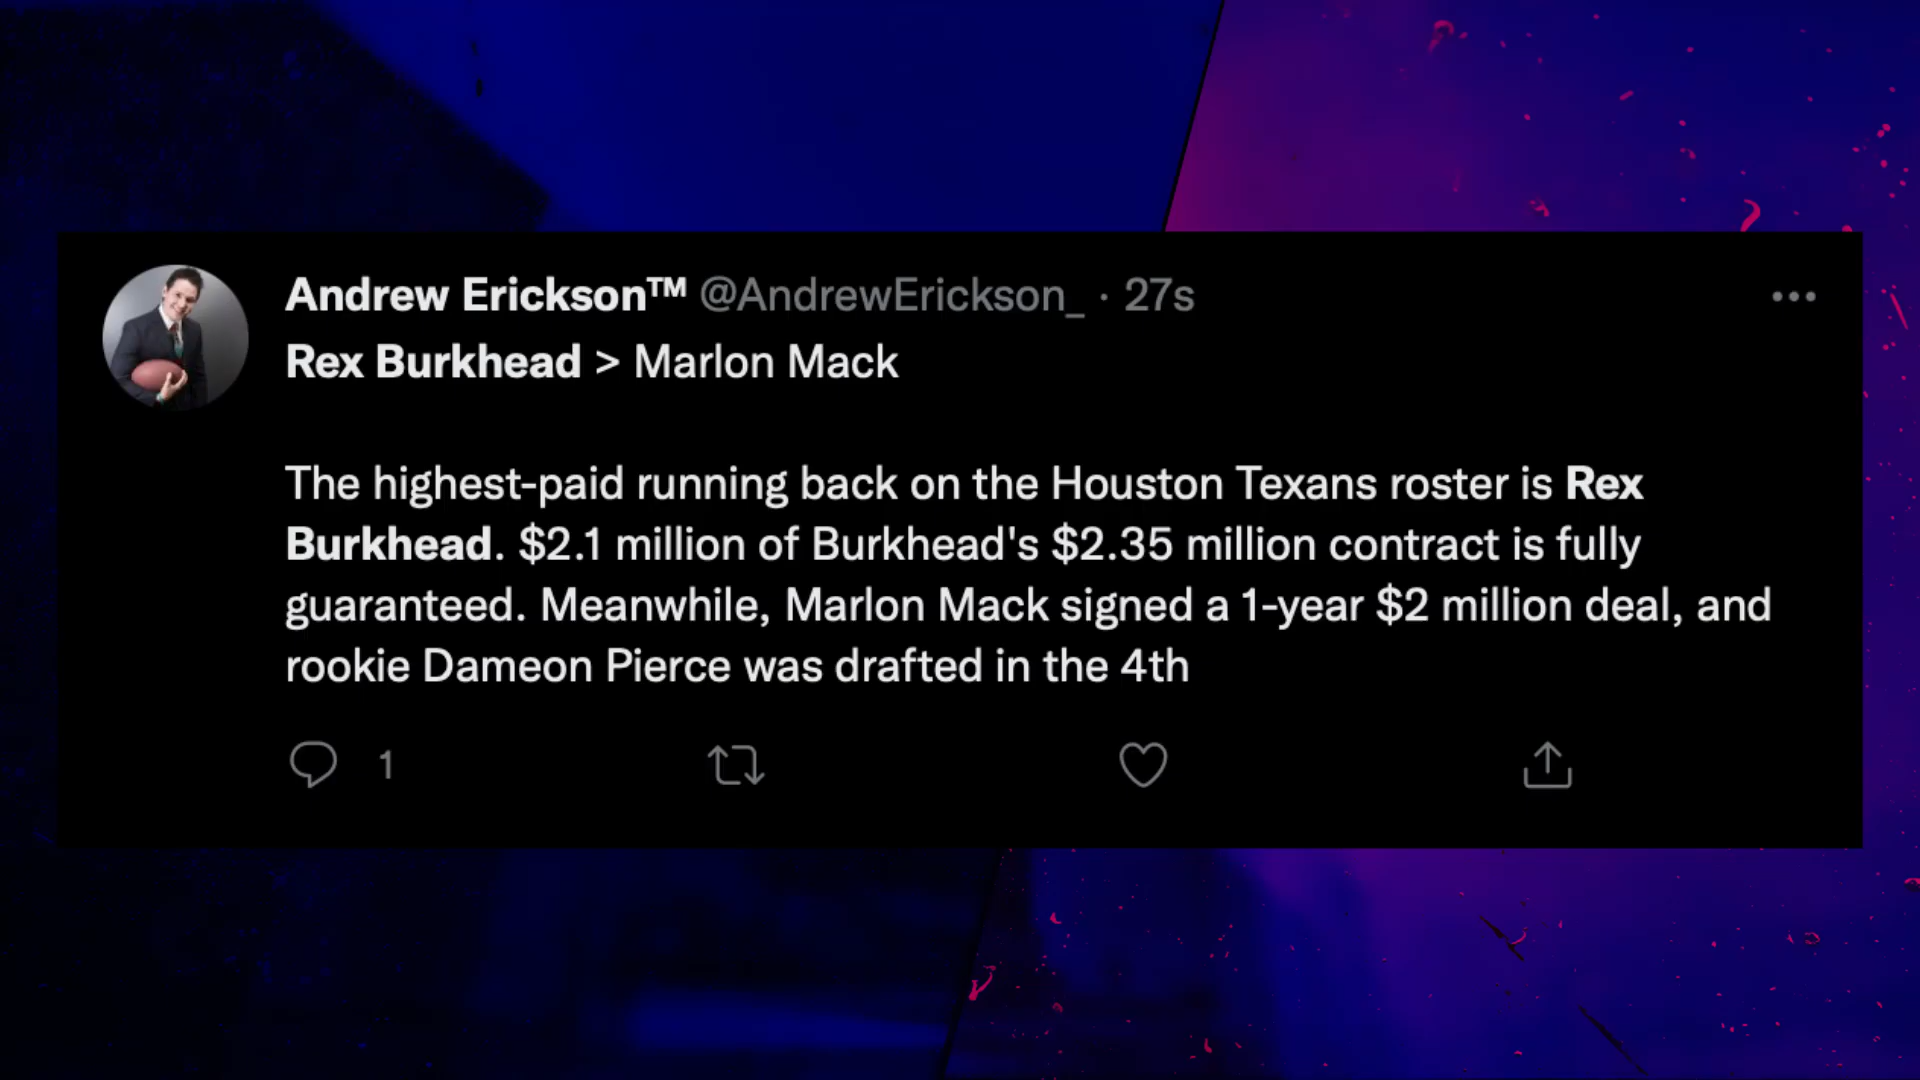 Andrew Erickson™ @AndrewErickson_ · 27s
Rex Burkhead > Marlon Mack
The highest-paid running back on the Houston Texans roster is Rex
Burkhead. $2.1 million of Burkhead's $2.35 million contract is fully
guaranteed. Meanwhile, Marlon Mack signed a 1-year $2 million deal, and
rookie Dameon Pierce was drafted in the 4th
1